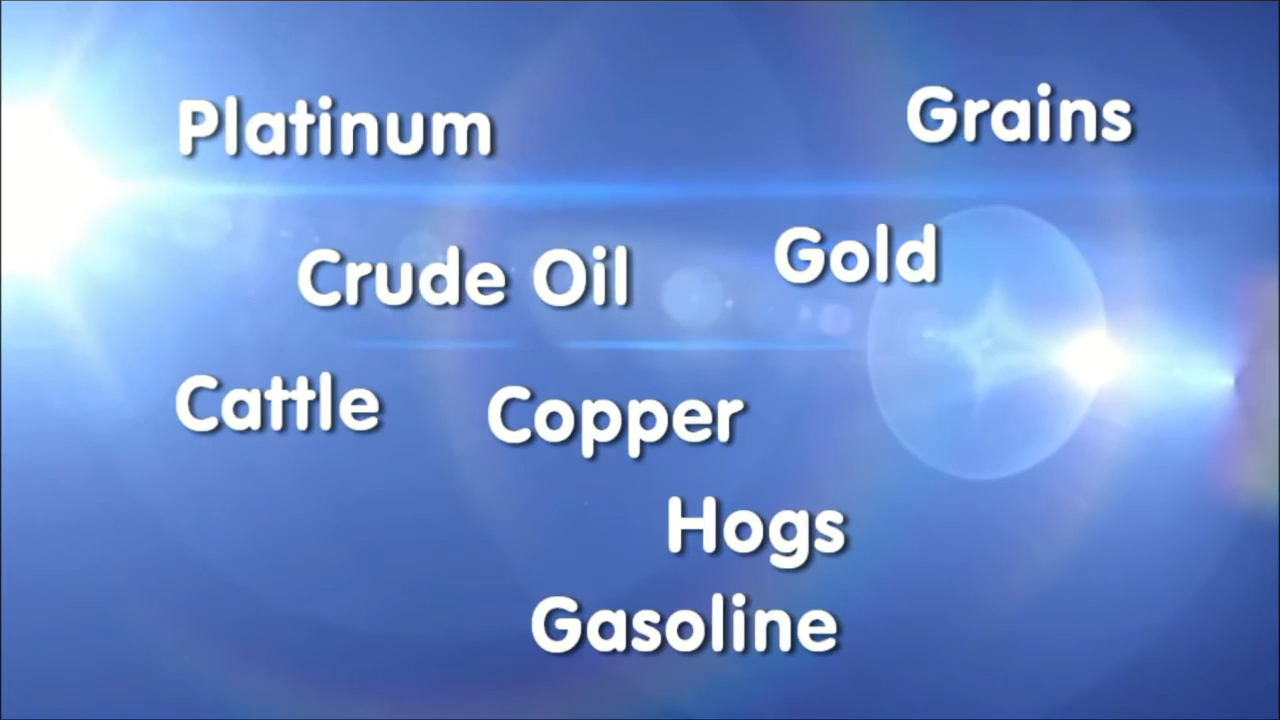 Platinum
Grains
Crude Oil
Gold
Cattle
Copper
Hogs
Gasoline